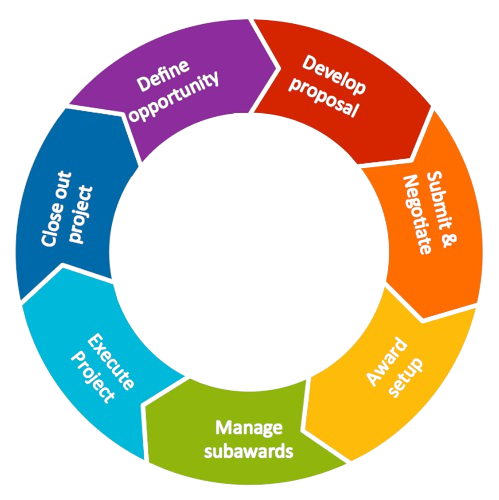 Define
opportunity
Develop
proposal
Submit &
Negotiate
Award
setup
Manage
subawards
Execute
Project
Close out
project